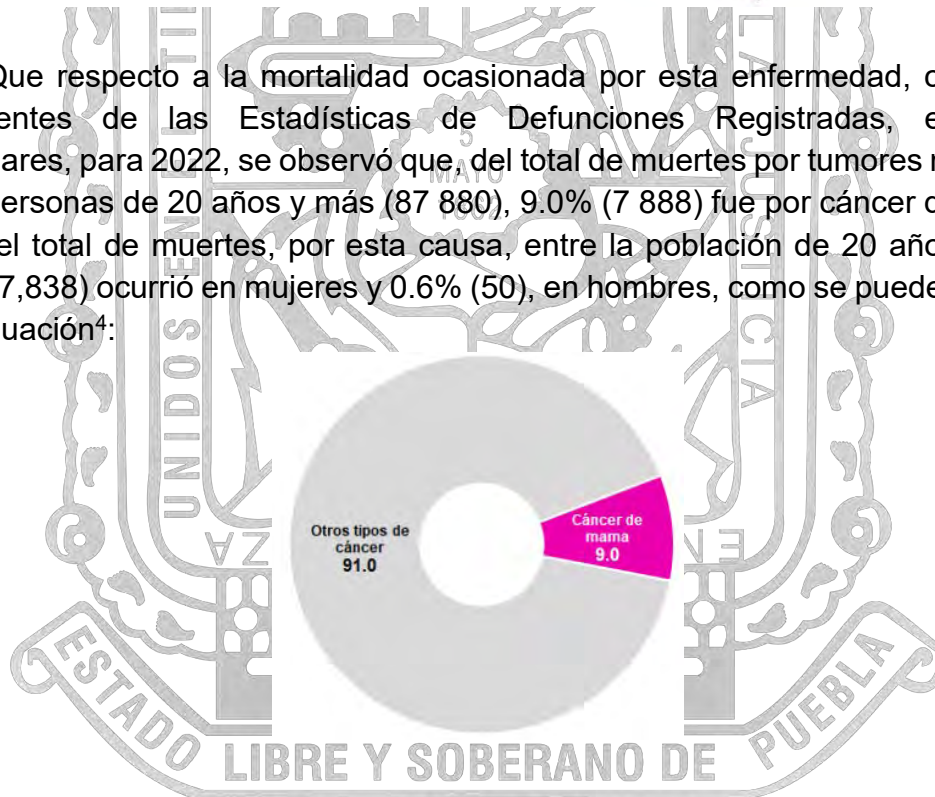 Que respecto a la mortalidad ocasionada por esta enfermedad, c
entes de las Estadísticas de Defunciones Registradas, e
ares, para 2022, se observó que, del total de muertes por tumores
ersonas de 20 años y más (87 880), 9.0% (7 888) fue por cáncer d
el total de muertes, por esta causa, entre la población de 20 año
7,838) ocurrió en mujeres y 0.6% (50), en hombres, como se puede
uación⁴:
Otros tipos de
cáncer
91.0
Cáncer de
mama
9.0
5
MAYO
UNIDOS EN
ESTADO LIBRE Y SOBERANO DE PUEBLA